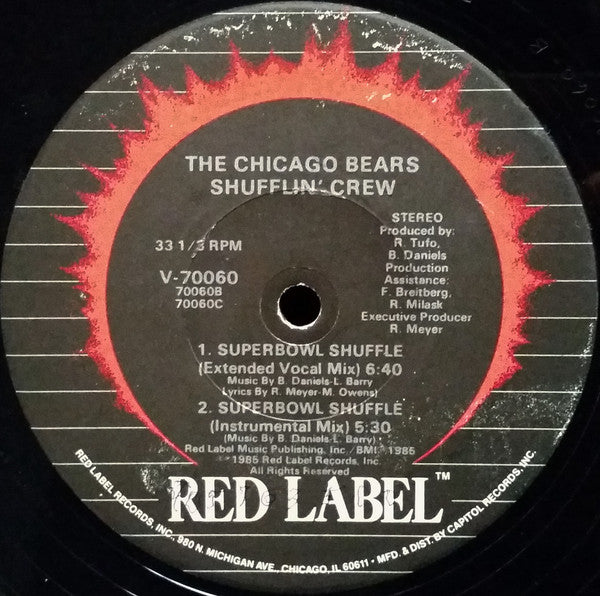 THE CHICAGO BEARS
SHUFFLIN' CREW
33 1/3 RPM
V-70060
70060B
70060C
STEREO
Produced by:
R. Tufo,
B. Daniels
Production
Assistance:
F. Breitberg,
R. Milask
Executive Producer
R. Meyer
1. SUPERBOWL SHUFFLE
(Extended Vocal Mix) 6:40
Music By B. Daniels-L. Barry
Lyrics By R. Meyer-M. Owens)
2. SUPERBOWL SHUFFLE
(Instrumental Mix) 5:30
(Music By B. Daniels-L. Barry)
Red Label Music Publishing, Inc./BMI. 1985
1985 Red Label Records, Inc.
All Rights Reserved
RED LABEL™
RED LABEL RECORDS, INC., 980 N. MICHIGAN AVE., CHICAGO, IL 60611 • MFD. & DIST. BY CAPITOL RECORDS, INC.